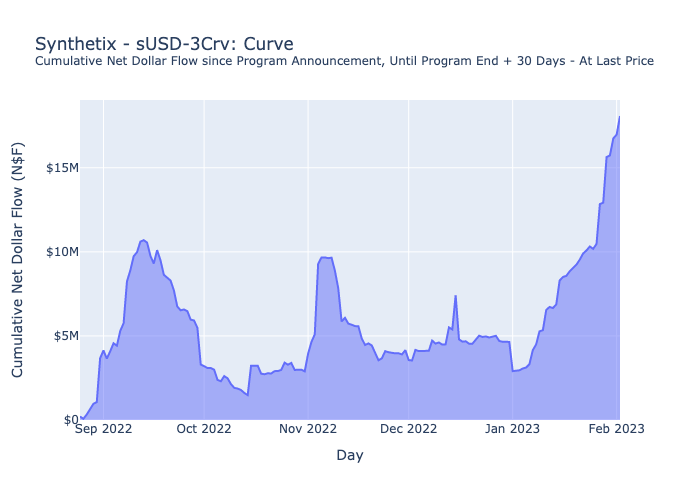 Synthetix - sUSD-3Crv: Curve
Cumulative Net Dollar Flow since Program Announcement, Until Program End + 30 Days - At Last Price
Cumulative Net Dollar Flow (N$F)
$15M
$10M
$5M
$0
Sep 2022 Oct 2022 Nov 2022 Dec 2022 Jan 2023 Feb 2023
Day